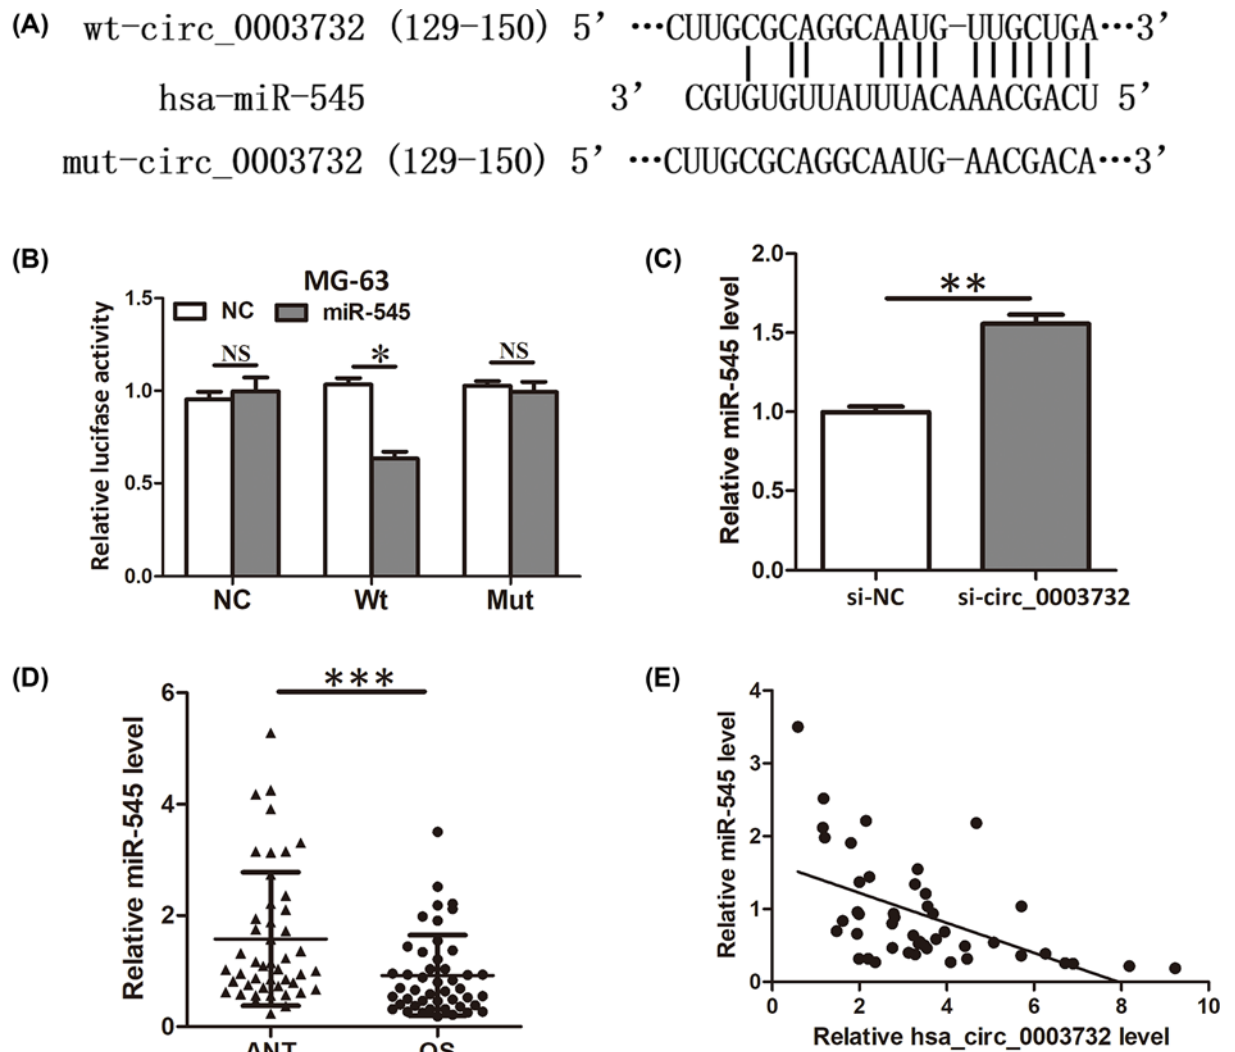 (A) wt-circ_0003732 (129-150) 5’ ···CUUGCGCAGGCAAUG-UUGCUGA···3’
hsa-miR-545 3’ CGUGUGUUAUUUACAAACGACU 5’
mut-circ_0003732 (129-150) 5’ ···CUUGCGCAGGCAAUG-AACGACA···3’
(B)
MG-63
NC miR-545
Relative lucifase activity
1.5
1.0
0.5
0.0
NS
*
NS
NC Wt Mut
(C)
Relative miR-545 level
2.0
1.5
1.0
0.5
0.0
**
si-NC si-circ_0003732
(D)
Relative miR-545 level
6
4
2
0
***
ANT OS
(E)
Relative miR-545 level
4
3
2
1
0
0 2 4 6 8 10
Relative hsa_circ_0003732 level